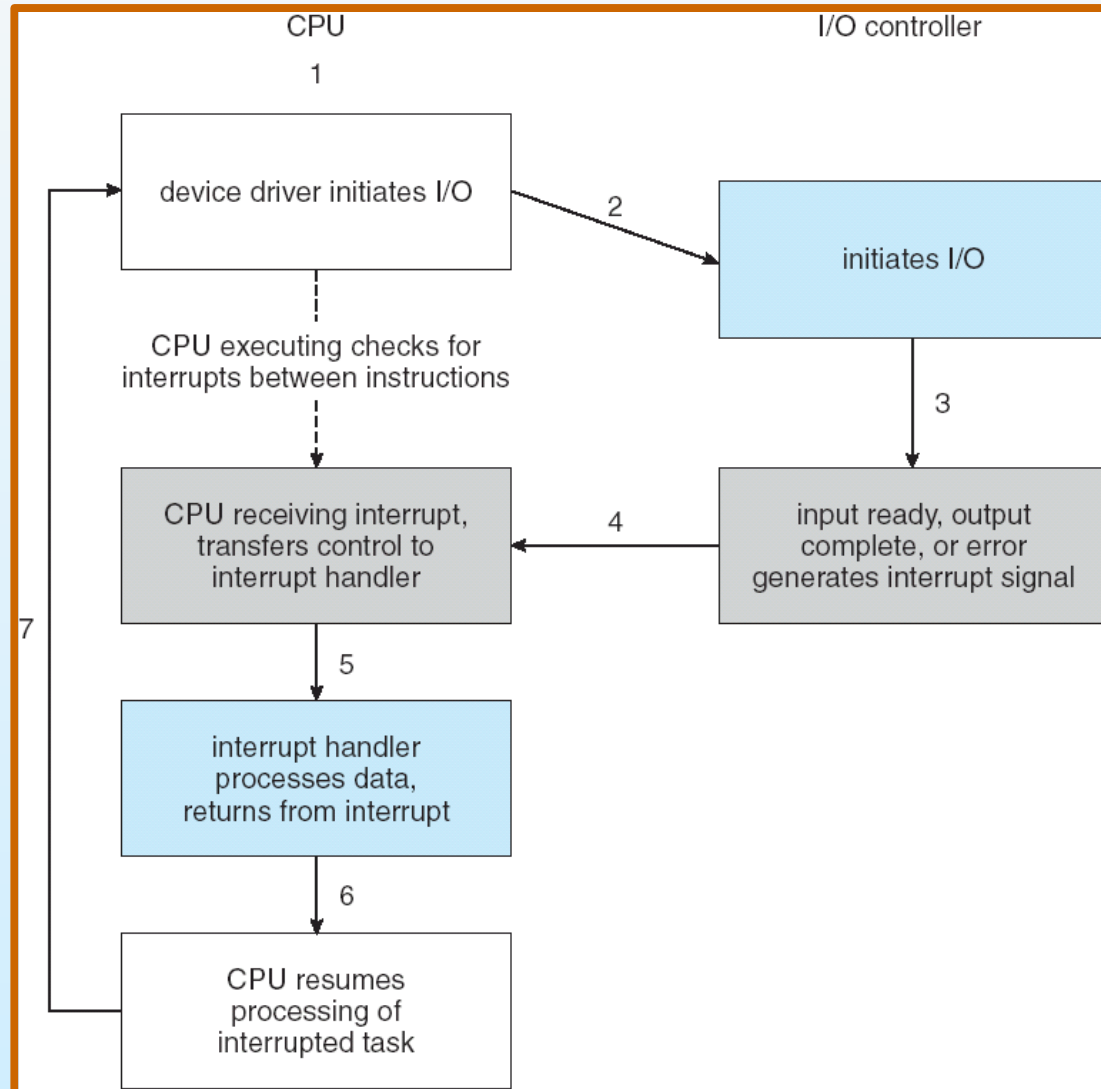 CPU
I/O controller
1
device driver initiates I/O
2
initiates I/O
CPU executing checks for
interrupts between instructions
3
CPU receiving interrupt,
transfers control to
interrupt handler
4
input ready, output
complete, or error
generates interrupt signal
7
5
interrupt handler
processes data,
returns from interrupt
6
CPU resumes
processing of
interrupted task